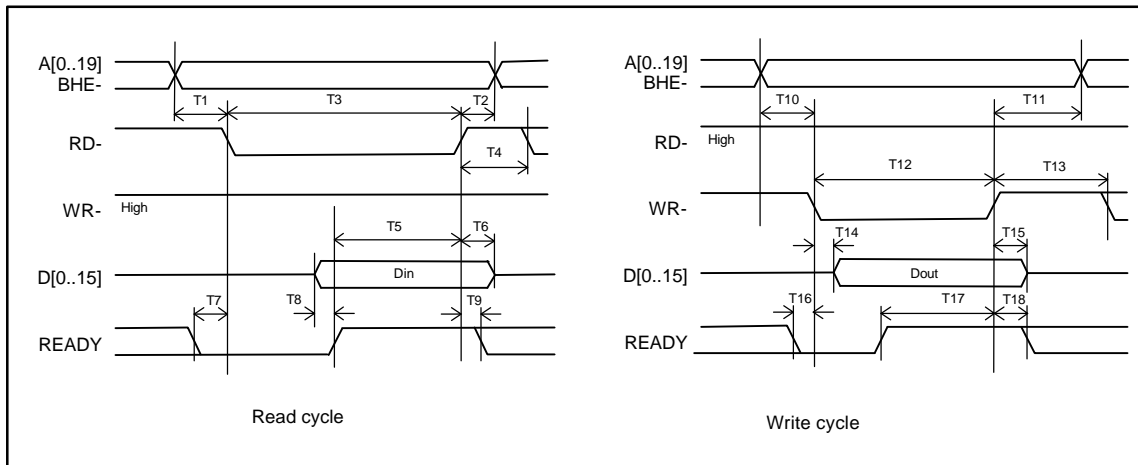 A[0..19]
BHE-
T1
T3
T2
RD-
T4
WR-
High
T5
T6
D[0..15]
Din
T7
T8
T9
READY
Read cycle
A[0..19]
BHE-
T10
T11
RD-
High
T12
T13
WR-
T14
T15
D[0..15]
Dout
T16
T17
T18
READY
Write cycle